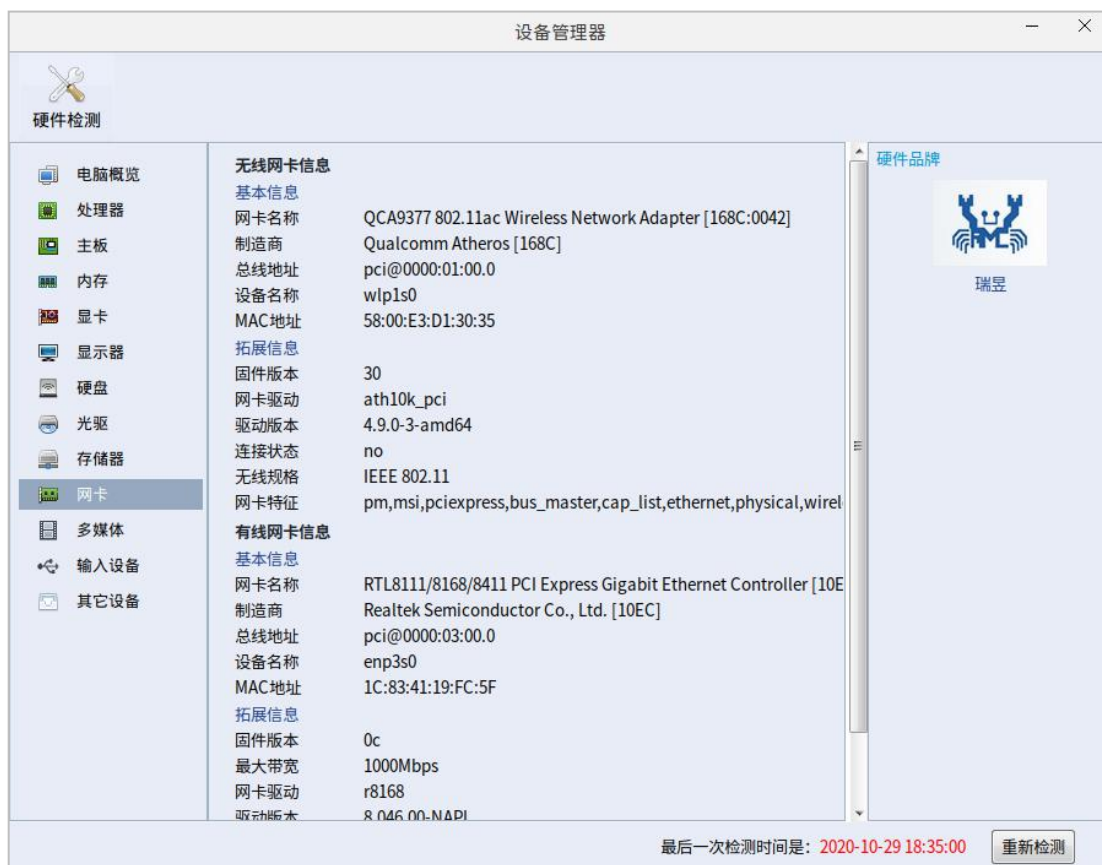 设备管理器
硬件检测
电脑概览
处理器
主板
内存
显卡
显示器
硬盘
光驱
存储器
网卡
多媒体
输入设备
其它设备
无线网卡信息
基本信息
网卡名称 QCA9377 802.11ac Wireless Network Adapter [168C:0042]
制造商 Qualcomm Atheros [168C]
总线地址 pci@0000:01:00.0
设备名称 wlp1s0
MAC地址 58:00:E3:D1:30:35
拓展信息
固件版本 30
网卡驱动 ath10k_pci
驱动版本 4.9.0-3-amd64
连接状态 no
无线规格 IEEE 802.11
网卡特征 pm,msi,pciexpress,bus_master,cap_list,ethernet,physical,wirel
有线网卡信息
基本信息
网卡名称 RTL8111/8168/8411 PCI Express Gigabit Ethernet Controller [10E
制造商 Realtek Semiconductor Co., Ltd. [10EC]
总线地址 pci@0000:03:00.0
设备名称 enp3s0
MAC地址 1C:83:41:19:FC:5F
拓展信息
固件版本 0c
最大带宽 1000Mbps
网卡驱动 r8168
驱动版本 8.046.00-NAPI
硬件品牌
瑞昱
最后一次检测时间是：2020-10-29 18:35:00
重新检测